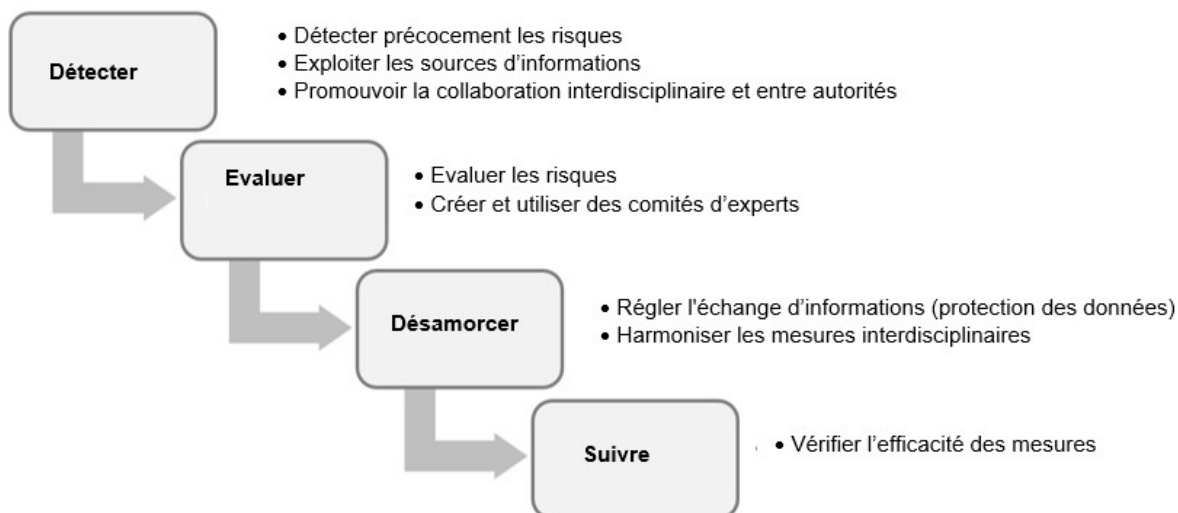 Détecter
• Détecter précocement les risques
• Exploiter les sources d’informations
• Promouvoir la collaboration interdisciplinaire et entre autorités
Evaluer
• Evaluer les risques
• Créer et utiliser des comités d’experts
Désamorcer
• Régler l'échange d’informations (protection des données)
• Harmoniser les mesures interdisciplinaires
Suivre
• Vérifier l’efficacité des mesures